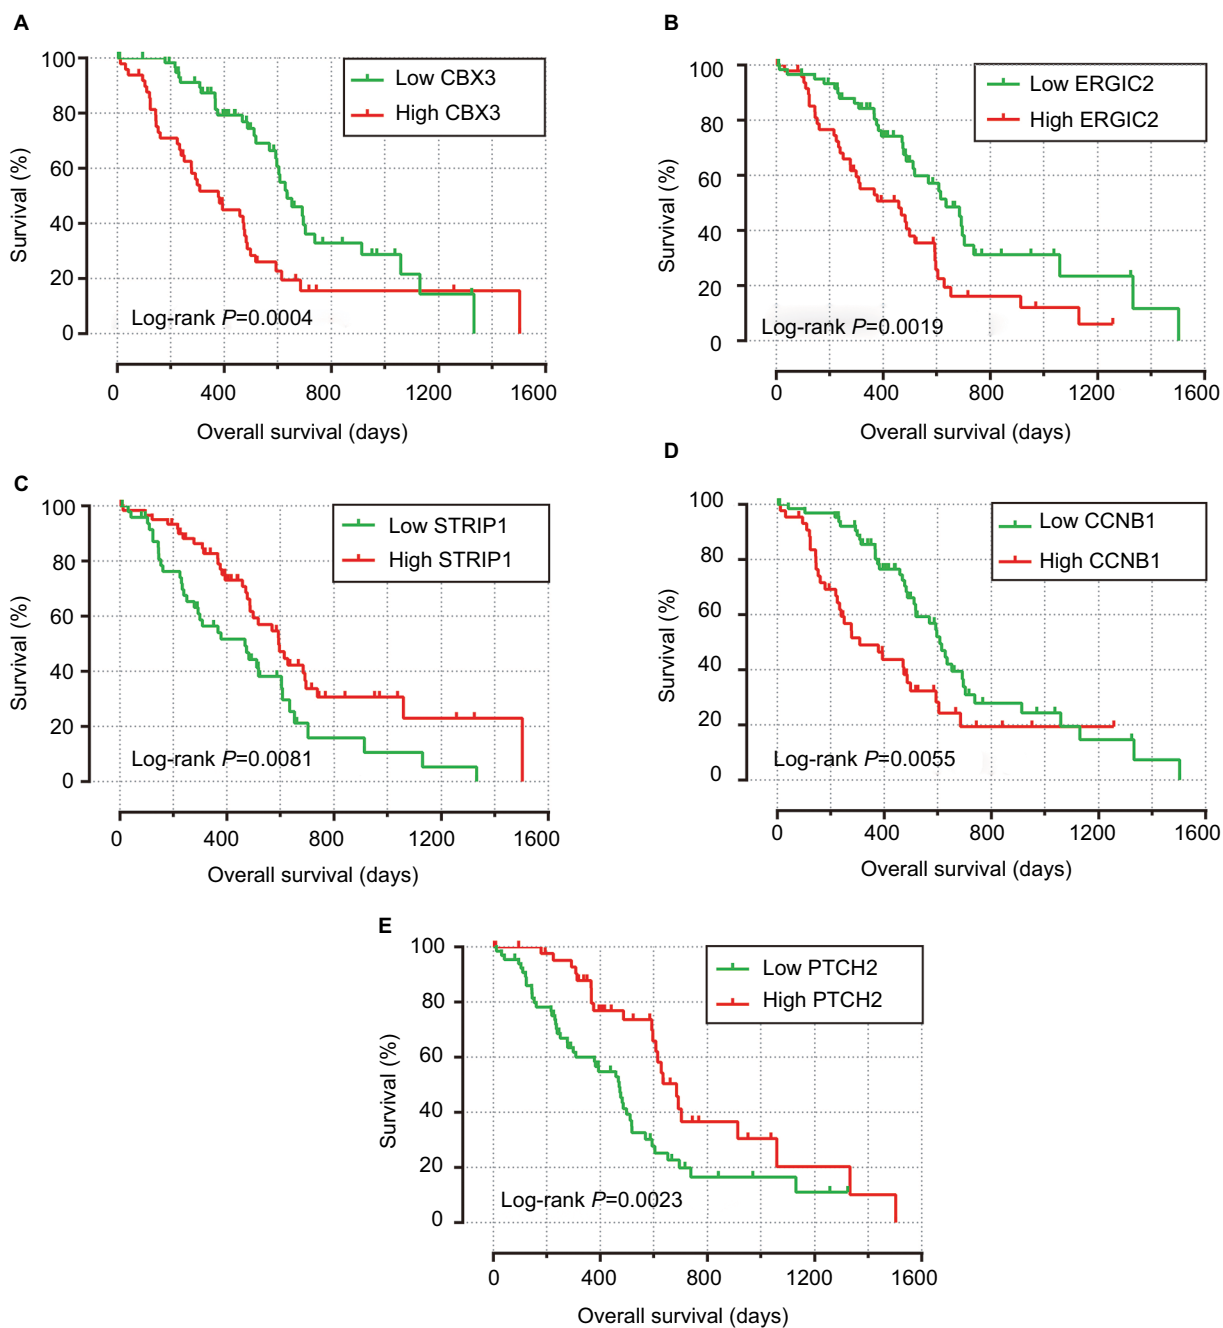 A
100
80
60
40
20
0
Survival (%)
Low CBX3
High CBX3
Log-rank P=0.0004
0 400 800 1200 1600
Overall survival (days)
B
100
80
60
40
20
0
Survival (%)
Low ERGIC2
High ERGIC2
Log-rank P=0.0019
0 400 800 1200 1600
Overall survival (days)
C
100
80
60
40
20
0
Survival (%)
Low STRIP1
High STRIP1
Log-rank P=0.0081
0 400 800 1200 1600
Overall survival (days)
D
100
80
60
40
20
0
Survival (%)
Low CCNB1
High CCNB1
Log-rank P=0.0055
0 400 800 1200 1600
Overall survival (days)
E
100
80
60
40
20
0
Survival (%)
Low PTCH2
High PTCH2
Log-rank P=0.0023
0 400 800 1200 1600
Overall survival (days)